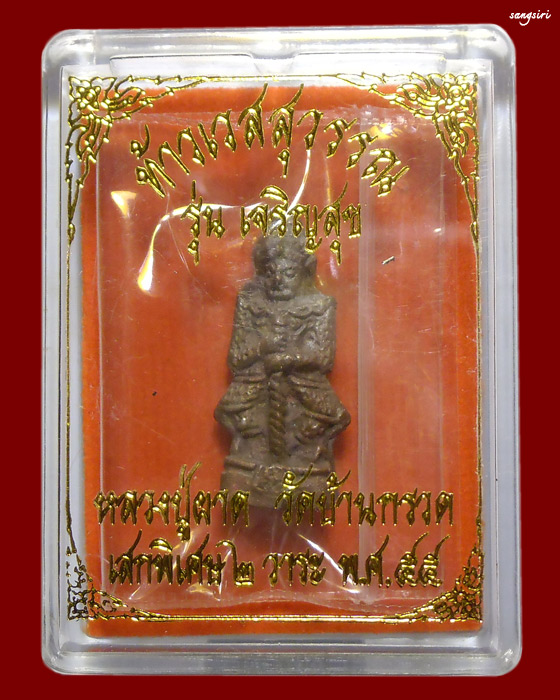 sangsiri
ท้าวเวสสุวรรณ
รุ่น เจริญสุข
หลวงปู่ผาด วัดบ้านกรวด
เสกพิเศษ ๒ วาระ พ.ศ.๕๕